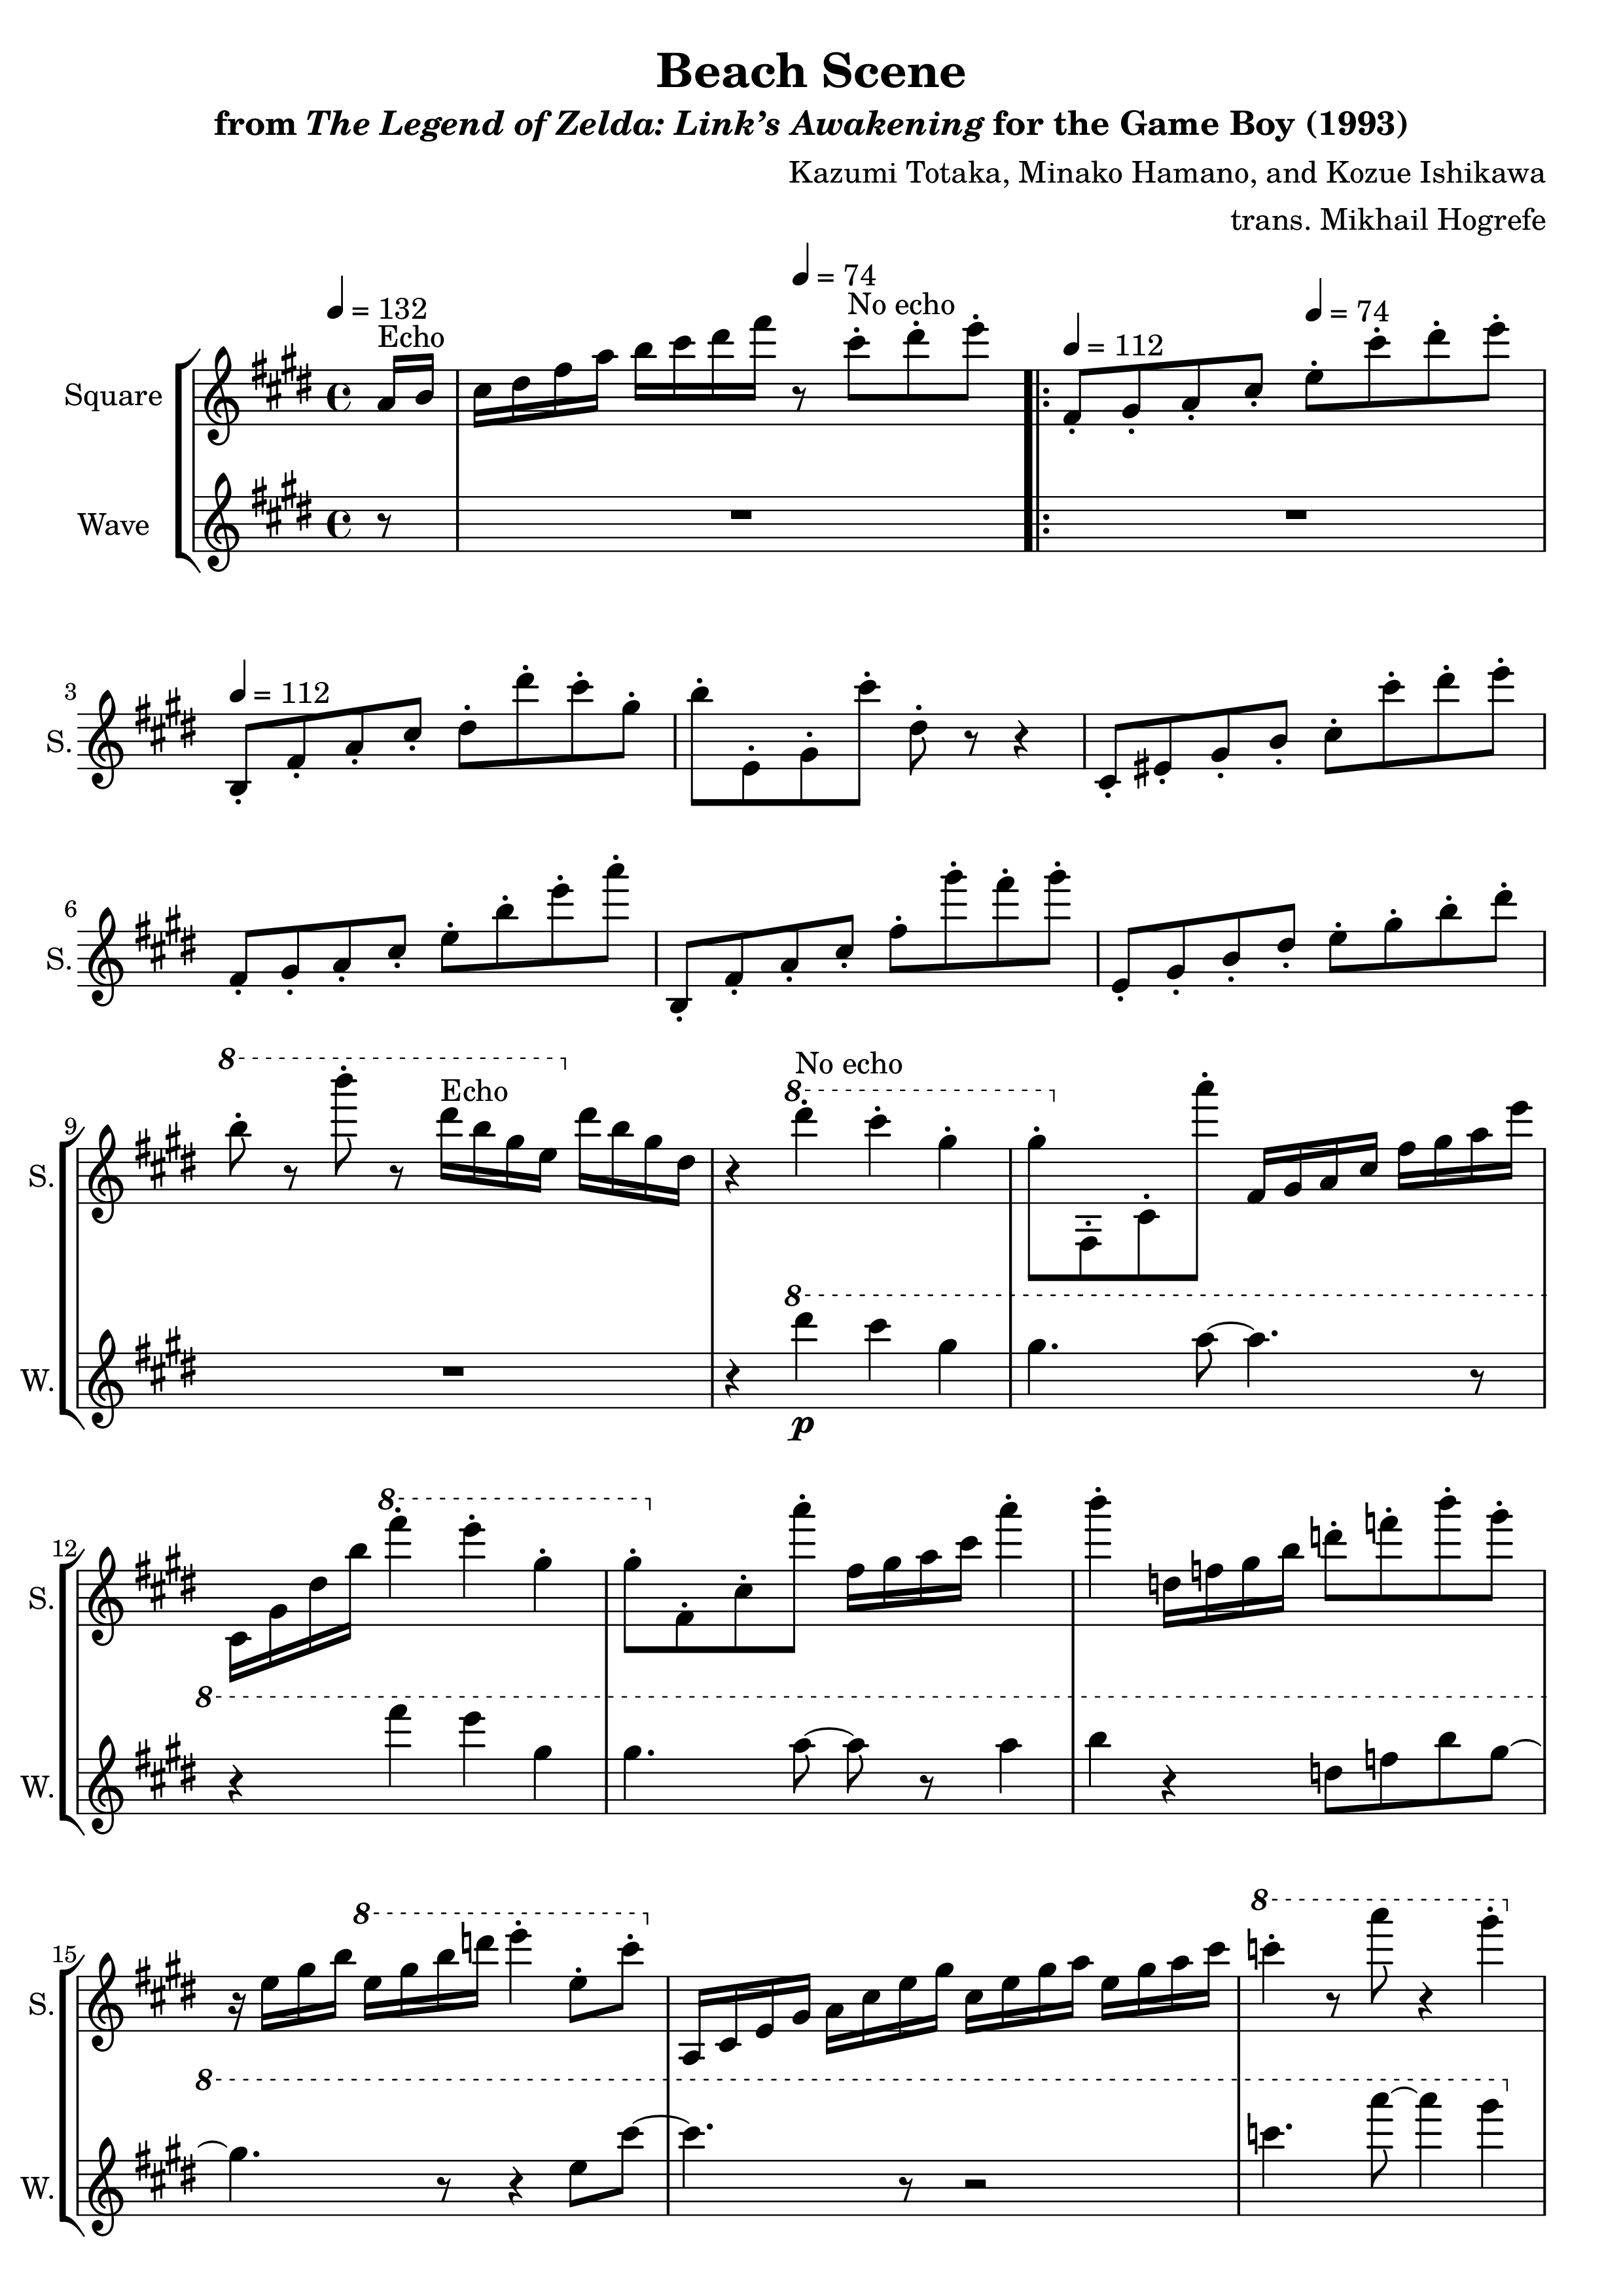 Beach Scene
from The Legend of Zelda: Link’s Awakening for the Game Boy (1993)
Kazumi Totaka, Minako Hamano, and Kozue Ishikawa
trans. Mikhail Hogrefe
= 132
Echo
= 74
No echo
= 112
= 74
Square
Wave
3
= 112
S.
6
S.
8
Echo
8
No echo
9
S.
8
W.
p
8
12
S.
8
W.
8
15
S.
8
8
W.